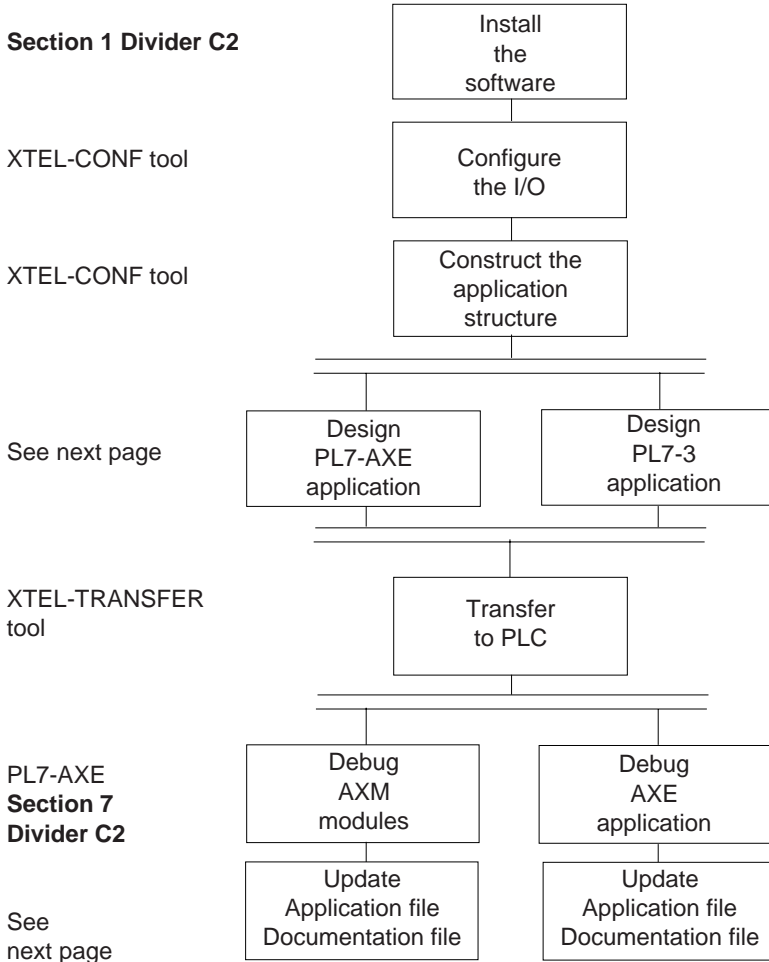 Section 1 Divider C2
Install
the
software
XTEL-CONF tool
Configure
the I/O
XTEL-CONF tool
Construct the
application
structure
See next page
Design
PL7-AXE
application
Design
PL7-3
application
XTEL-TRANSFER
tool
Transfer
to PLC
PL7-AXE
Section 7
Divider C2
Debug
AXM
modules
Debug
AXE
application
See
next page
Update
Application file
Documentation file
Update
Application file
Documentation file